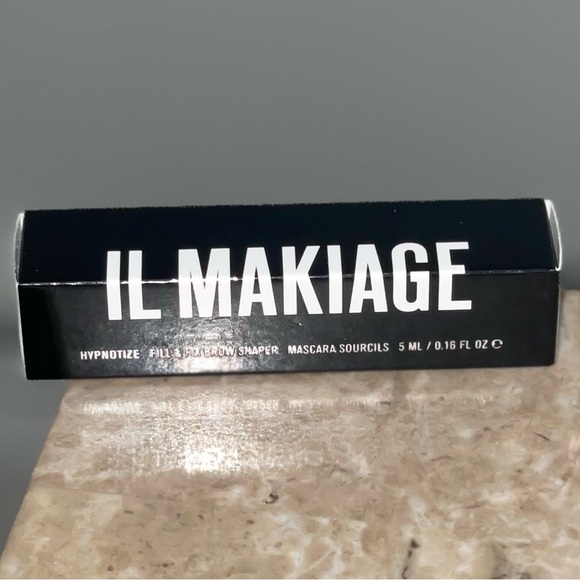 IL MAKIAGE
HYPNOTIZE FILL & FIX BROW SHAPER MASCARA SOURCILS 5 ML / 0.16 FL OZ ℮